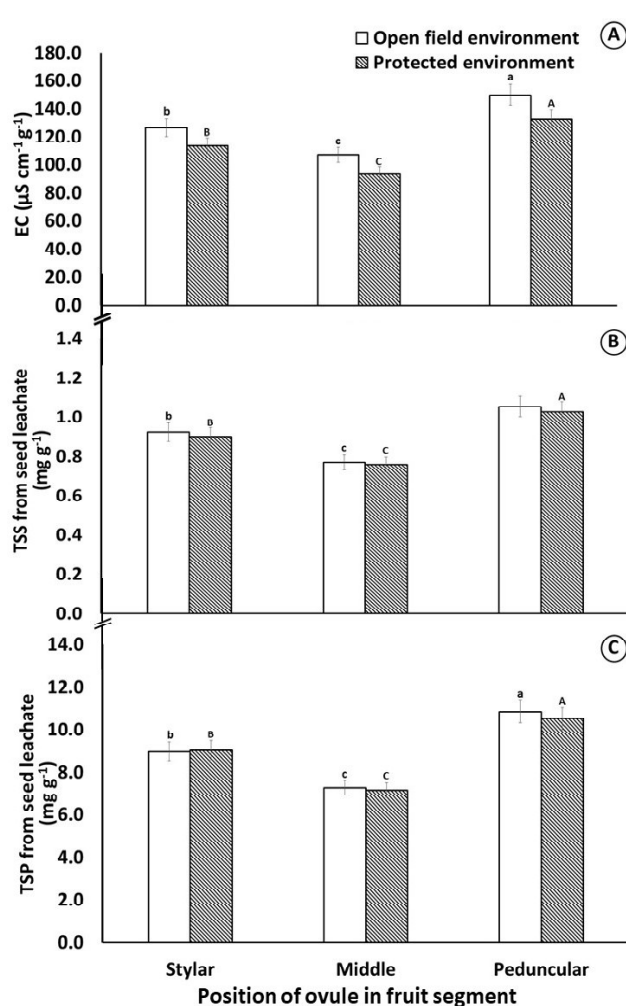 Open field environment
Protected environment
A
180.0
160.0
140.0
120.0
100.0
80.0
60.0
40.0
20.0
0.0
EC (µS cm-1g-1)
b
B
c
C
a
A
B
1.4
1.2
1.0
0.8
0.6
0.4
0.2
0.0
TSS from seed leachate
(mg g-1)
b
B
c
C
A
C
14.0
12.0
10.0
8.0
6.0
4.0
2.0
0.0
TSP from seed leachate
(mg g-1)
b
B
c
C
a
A
Stylar Middle Peduncular
Position of ovule in fruit segment